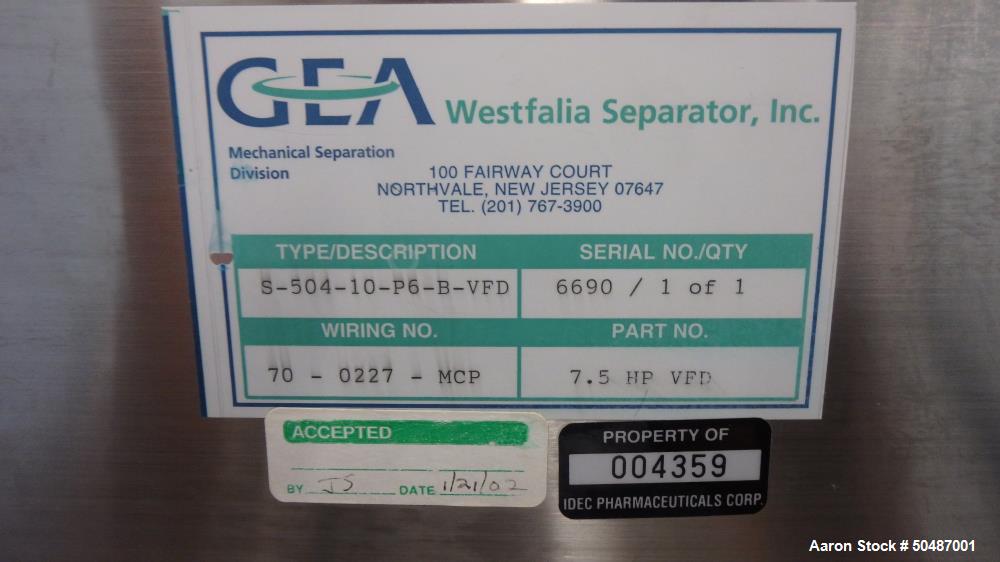 GEA Westfalia Separator, Inc.
Mechanical Separation
Division
100 FAIRWAY COURT
NORTHVALE, NEW JERSEY 07647
TEL. (201) 767-3900
TYPE/DESCRIPTION SERIAL NO./QTY
S-504-10-P6-B-VFD 6690 / 1 of 1
WIRING NO. PART NO.
70 - 0227 - MCP 7.5 HP VFD
ACCEPTED
BY JS DATE 1/21/02
PROPERTY OF
004359
IDEC PHARMACEUTICALS CORP.
Aaron Stock # 50487001